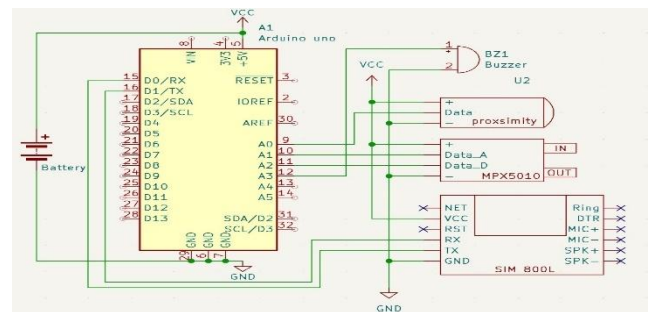 VCC
A1
Arduino uno
8
4
5
VIN
3V3
+5V
15 D0/RX
16 D1/TX
17 D2/SDA
18 D3/SCL
19 D4
20 D5
21 D6
22 D7
23 D8
24 D9
25 D10
26 D11
27 D12
28 D13
RESET 3
IOREF 2
AREF 30
A0 9
A1 10
A2 11
A3 12
A4 13
A5 14
SDA/D2 31
SCL/D3 32
GND
GND
GND
29
6
7
GND
+
Battery
1
+
2
BZ1
Buzzer
U2
VCC
+
Data
-
proxsimity
+
Data_A
Data_D
-
MPX5010
IN
OUT
NET
VCC
RST
RX
TX
GND
Ring
DTR
MIC+
MIC-
SPK+
SPK-
SIM 800L
GND